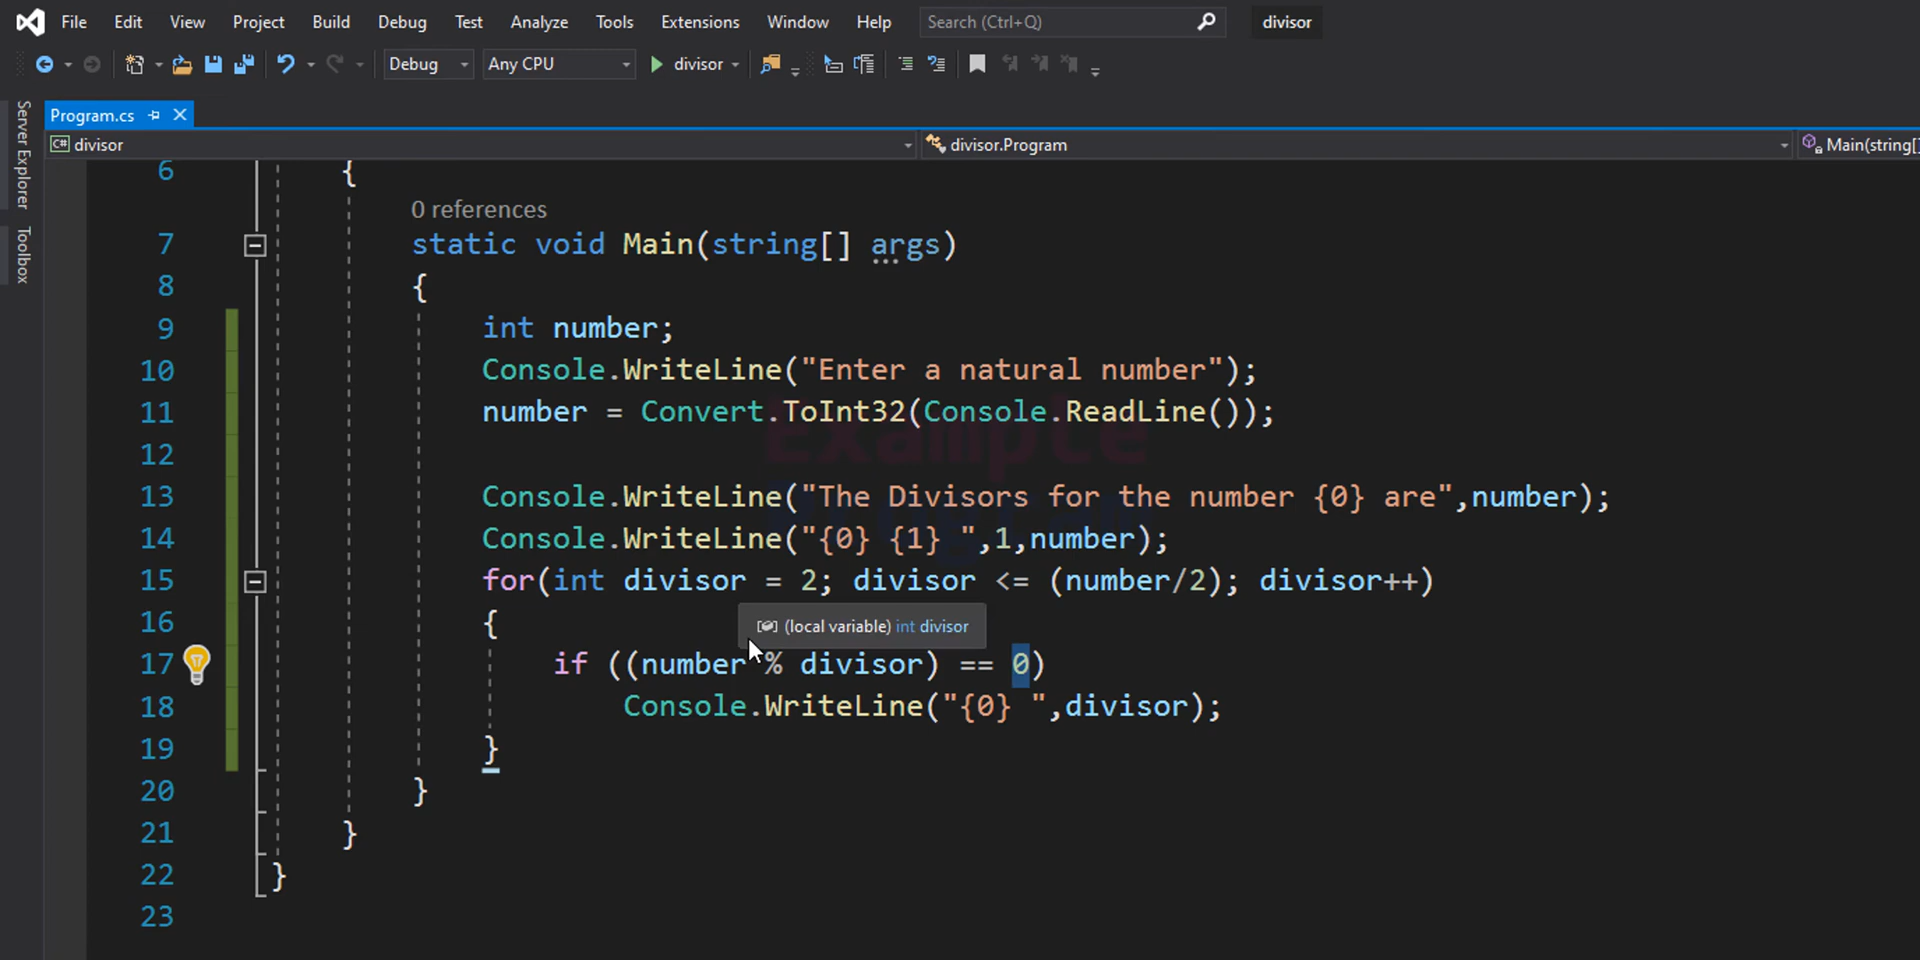 File Edit View Project Build Debug Test Analyze Tools Extensions Window Help Search (Ctrl+Q) divisor
Debug Any CPU divisor
Server Explorer
Toolbox
Program.cs
C# divisor divisor.Program Main(string[]
6 {
0 references
7 static void Main(string[] args)
8 {
9 int number;
10 Console.WriteLine("Enter a natural number");
11 number = Convert.ToInt32(Console.ReadLine());
12
13 Console.WriteLine("The Divisors for the number {0} are",number);
14 Console.WriteLine("{0} {1} ",1,number);
15 for(int divisor = 2; divisor <= (number/2); divisor++)
16 {
(local variable) int divisor
17 if ((number % divisor) == 0)
18 Console.WriteLine("{0} ",divisor);
19 }
20 }
21 }
22 }
23
Example